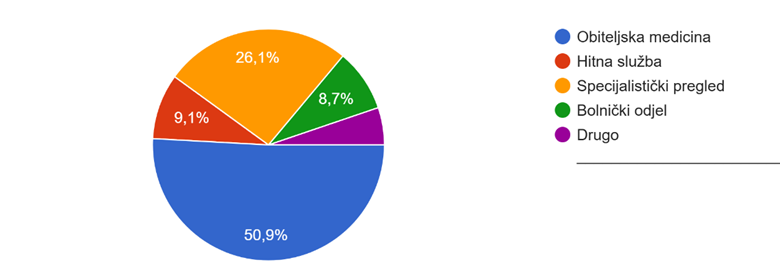 26,1%
8,7%
9,1%
50,9%
Obiteljska medicina
Hitna služba
Specijalistički pregled
Bolnički odjel
Drugo